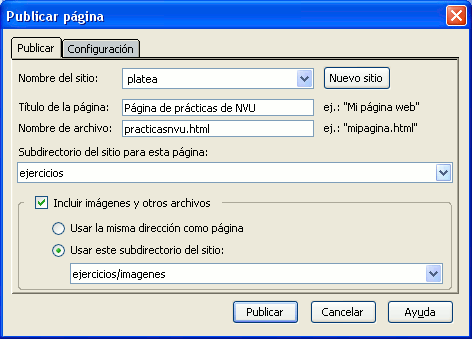 Publicar página
Publicar Configuración
Nombre del sitio: platea Nuevo sitio
Título de la página: Página de prácticas de NVU ej.: "Mi página web"
Nombre de archivo: practicasnvu.html ej.: "mipagina.html"
Subdirectorio del sitio para esta página:
ejercicios
Incluir imágenes y otros archivos
Usar la misma dirección como página
Usar este subdirectorio del sitio:
ejercicios/imagenes
Publicar Cancelar Ayuda